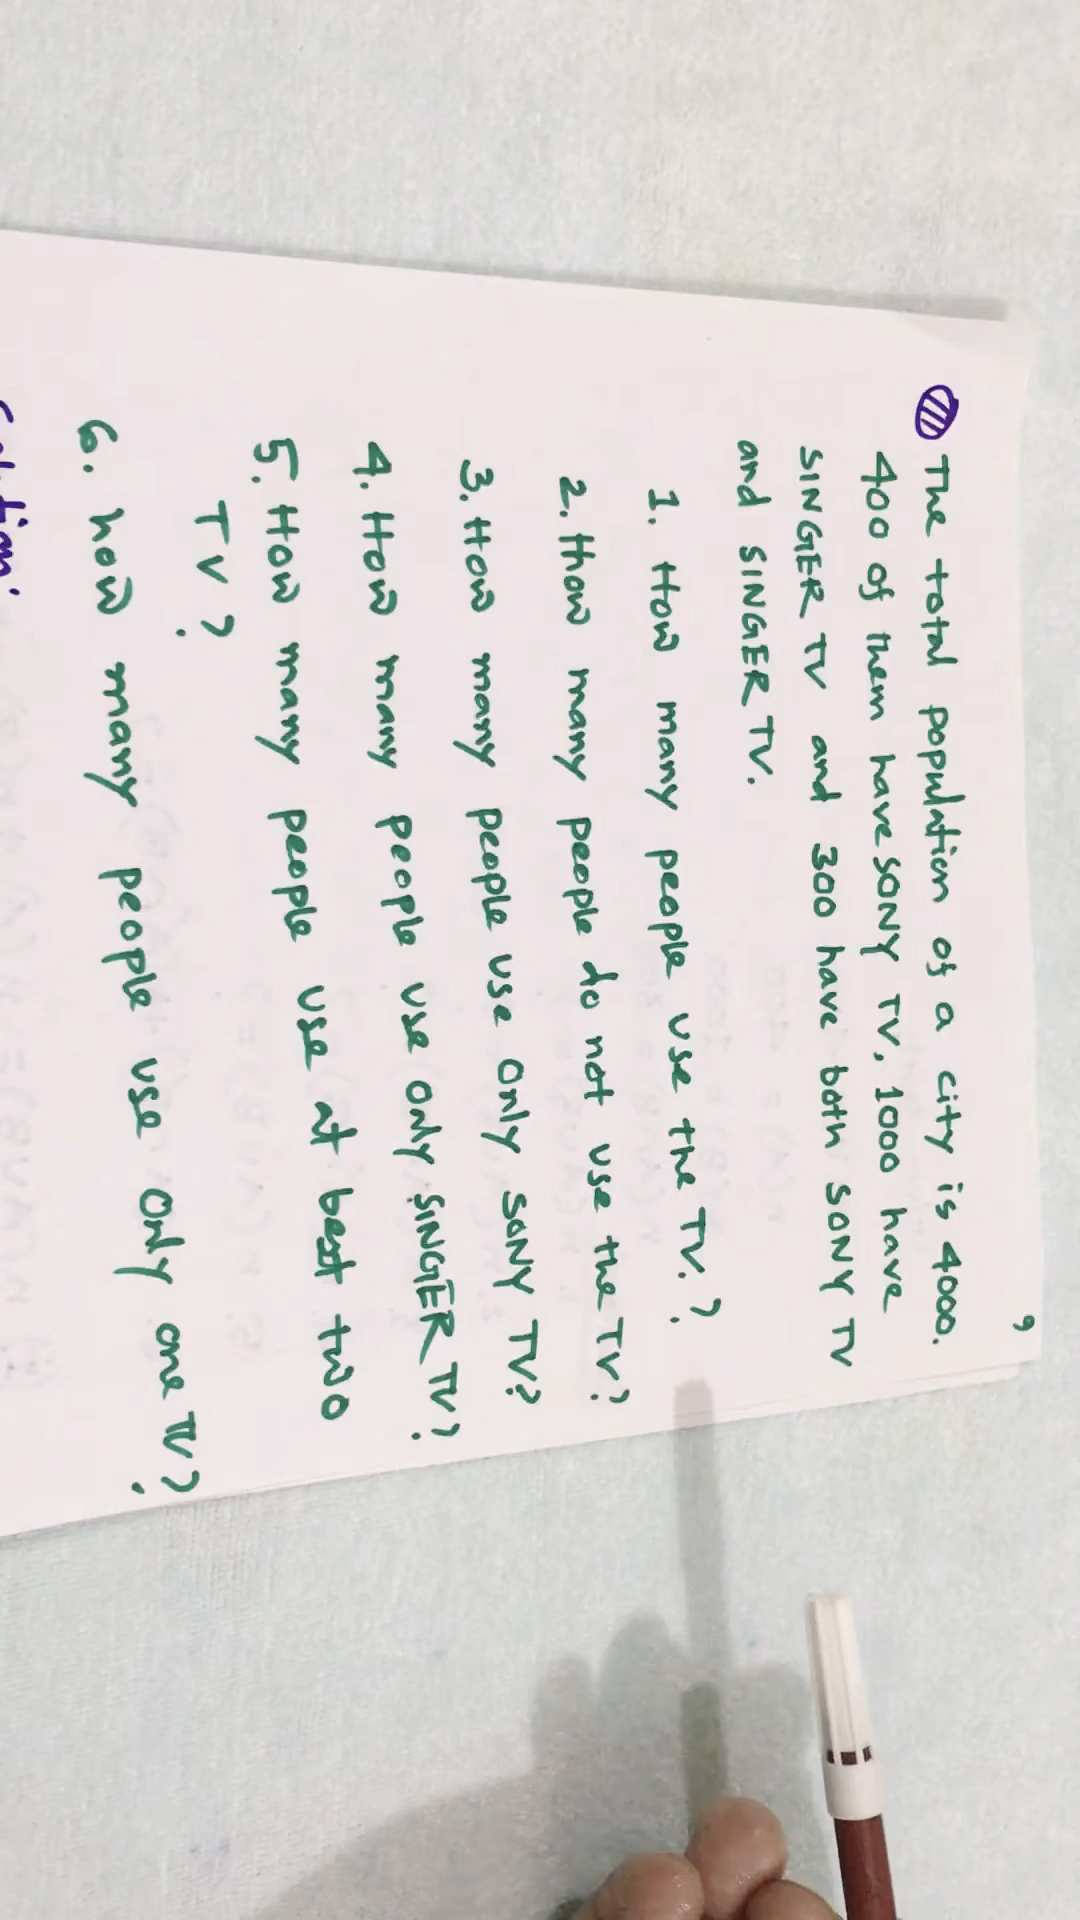 The total population of a city is 4000.
400 of them have SONY TV, 1000 have
SINGER TV and 300 have both SONY TV
and SINGER TV.
1. How many people use the TV.?
2. How many people do not use the TV?
3. How many people use only SONY TV?
4. How many people use only SINGER TV?
5. How many people use at best two
TV?
6. how many people use only one TV?